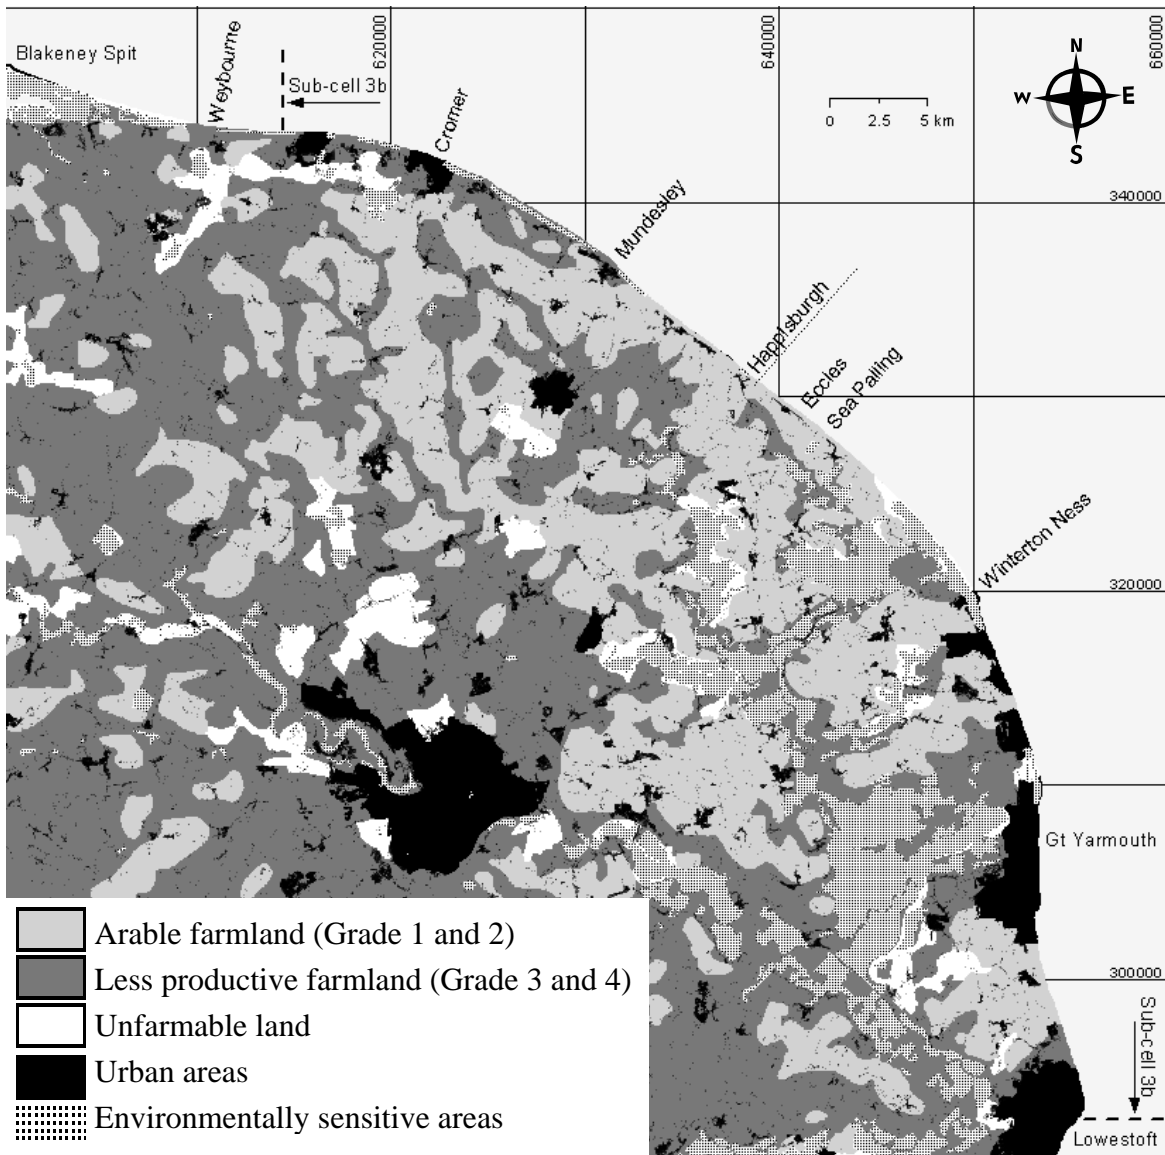 Blakeney Spit
Weybourne
620000
Sub-cell 3b
Cromer
640000
660000
N
W
E
S
0 2.5 5 km
340000
Mundesley
Happisburgh
Eccles
Sea Palling
Winterton Ness
320000
Gt Yarmouth
300000
Sub-cell 3b
Lowestoft
Arable farmland (Grade 1 and 2)
Less productive farmland (Grade 3 and 4)
Unfarmable land
Urban areas
Environmentally sensitive areas